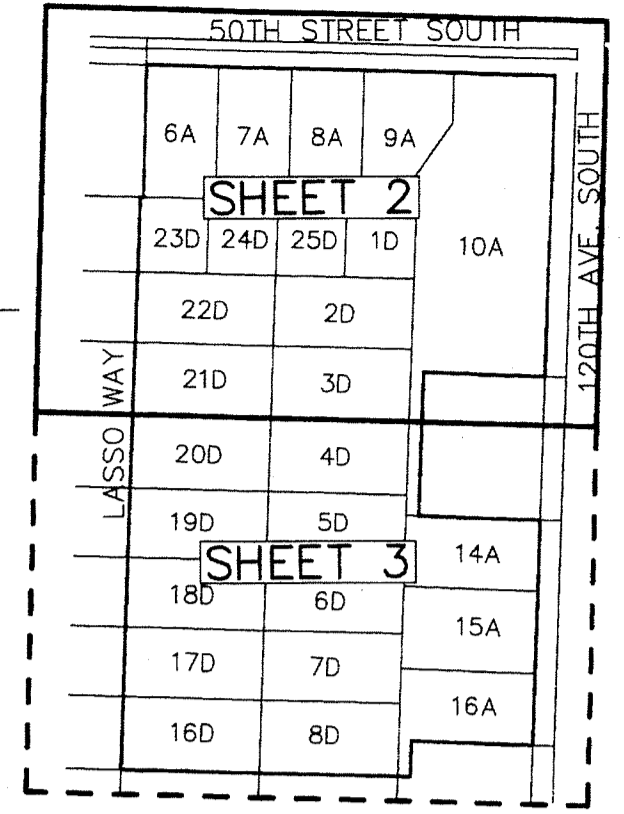 50TH STREET SOUTH
6A 7A 8A 9A
120TH AVE. SOUTH
SHEET 2
23D 24D 25D 1D 10A
22D 2D
21D 3D
LASSO WAY
20D 4D
19D 5D
SHEET 3
14A
18D 6D
15A
17D 7D
16A
16D 8D